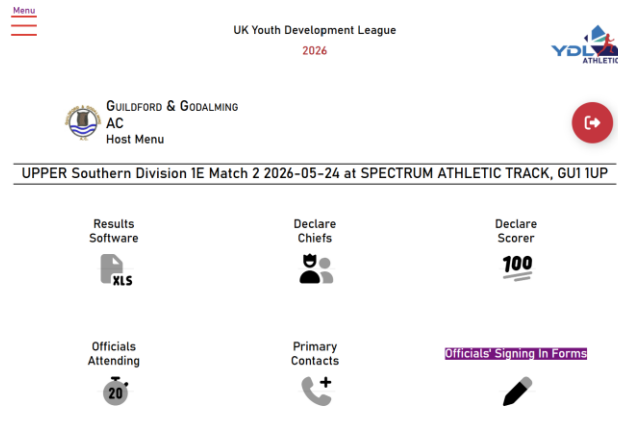 Menu
UK Youth Development League
2026
YDL
ATHLETIC
Guildford & Godalming
AC
Host Menu
UPPER Southern Division 1E Match 2 2026-05-24 at SPECTRUM ATHLETIC TRACK, GU1 1UP
Results
Software
Declare
Chiefs
Declare
Scorer
XLS
100
Officials
Attending
Primary
Contacts
Officials' Signing In Forms
20